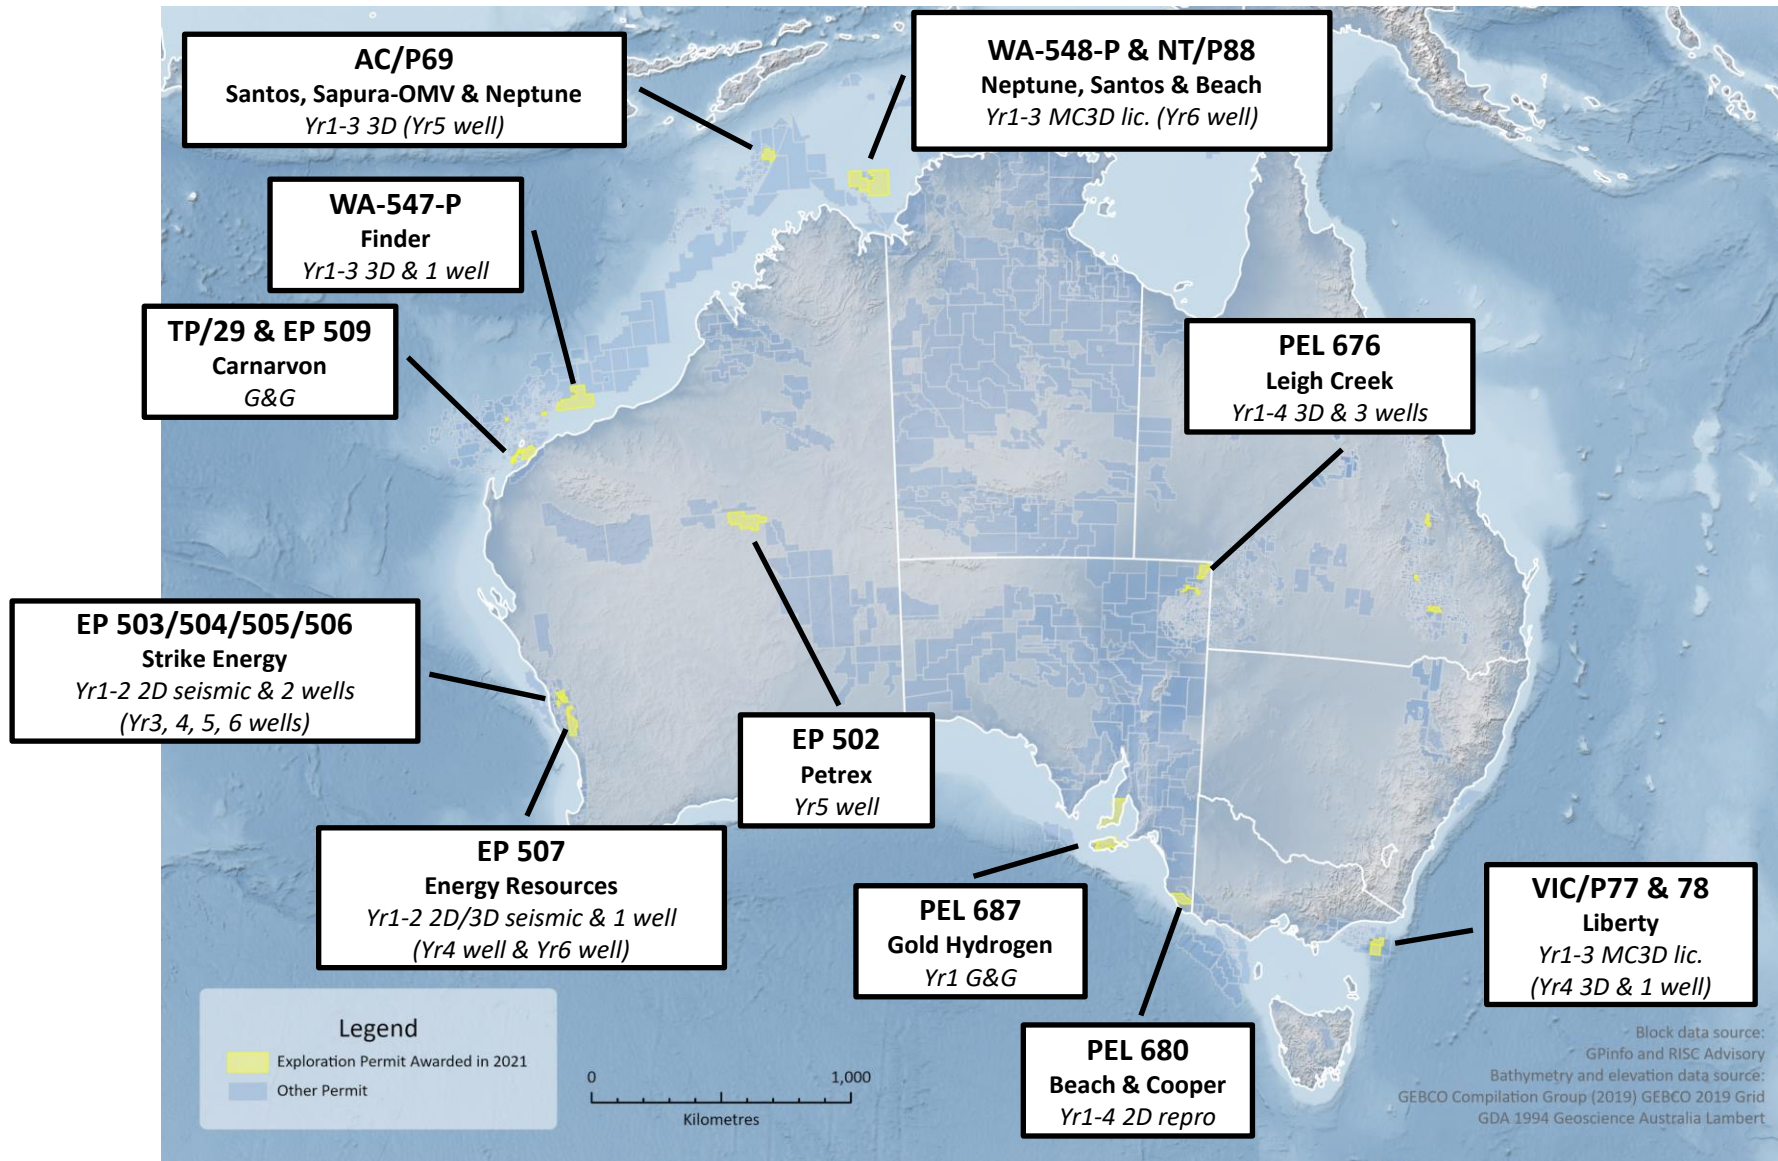 AC/P69
Santos, Sapura-OMV & Neptune
Yr1-3 3D (Yr5 well)
WA-548-P & NT/P88
Neptune, Santos & Beach
Yr1-3 MC3D lic. (Yr6 well)
WA-547-P
Finder
Yr1-3 3D & 1 well
TP/29 & EP 509
Carnarvon
G&G
PEL 676
Leigh Creek
Yr1-4 3D & 3 wells
EP 503/504/505/506
Strike Energy
Yr1-2 2D seismic & 2 wells
(Yr3, 4, 5, 6 wells)
EP 502
Petrex
Yr5 well
EP 507
Energy Resources
Yr1-2 2D/3D seismic & 1 well
(Yr4 well & Yr6 well)
PEL 687
Gold Hydrogen
Yr1 G&G
VIC/P77 & 78
Liberty
Yr1-3 MC3D lic.
(Yr4 3D & 1 well)
PEL 680
Beach & Cooper
Yr1-4 2D repro
Legend
Exploration Permit Awarded in 2021
Other Permit
0 1,000
Kilometres
Block data source:
GPinfo and RISC Advisory
Bathymetry and elevation data source:
GEBCO Compilation Group (2019) GEBCO 2019 Grid
GDA 1994 Geoscience Australia Lambert